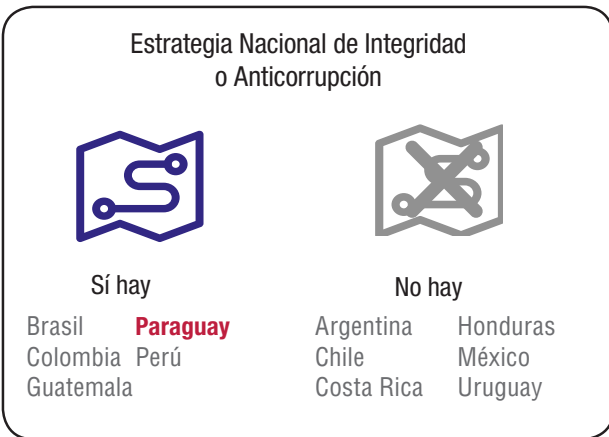 Estrategia Nacional de Integridad
o Anticorrupción
Sí hay
Brasil Paraguay
Colombia Perú
Guatemala
No hay
Argentina Honduras
Chile México
Costa Rica Uruguay